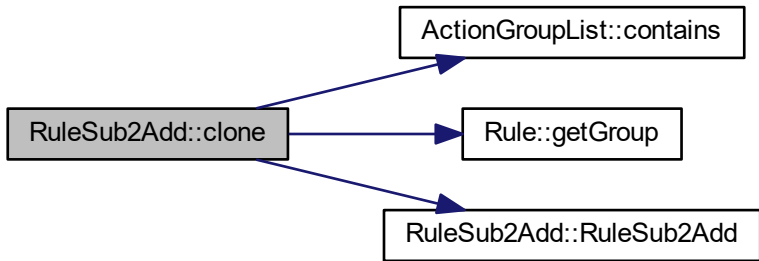 ActionGroupList::contains
RuleSub2Add::clone
Rule::getGroup
RuleSub2Add::RuleSub2Add